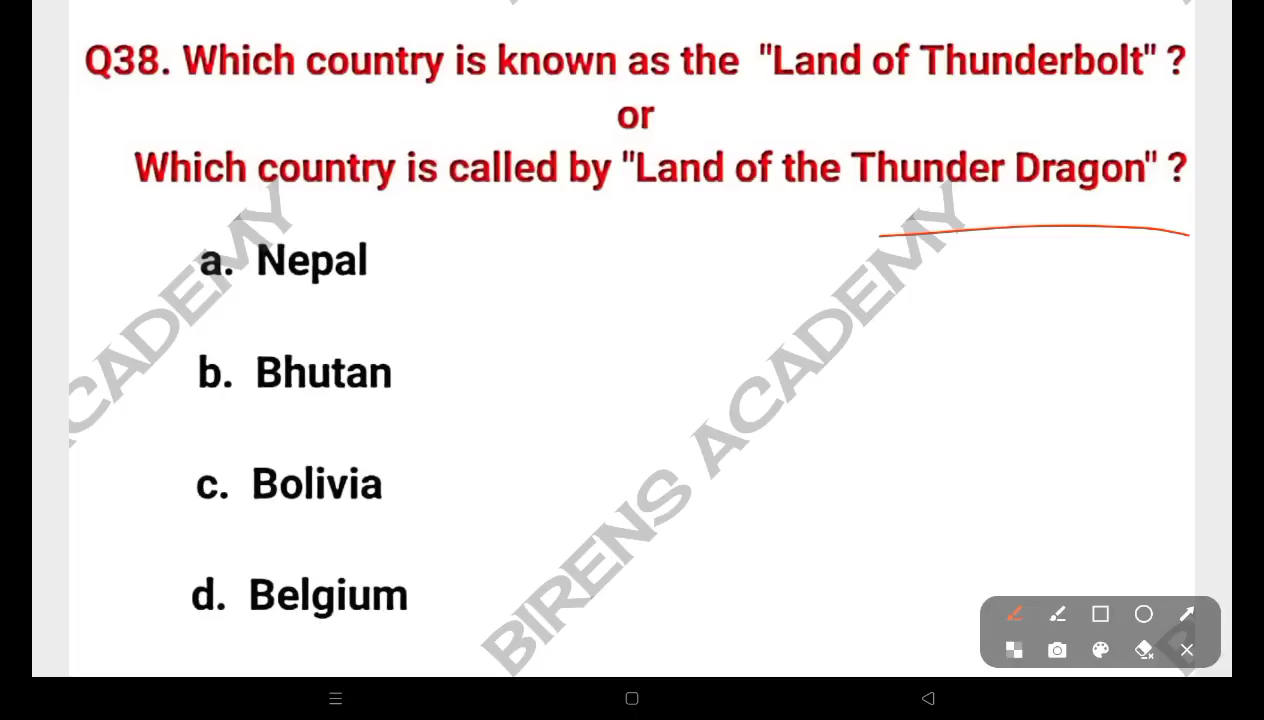 Q38. Which country is known as the "Land of Thunderbolt" ?
or
Which country is called by "Land of the Thunder Dragon" ?
a. Nepal
b. Bhutan
c. Bolivia
d. Belgium
CADEMY
BIRENS ACADEMY